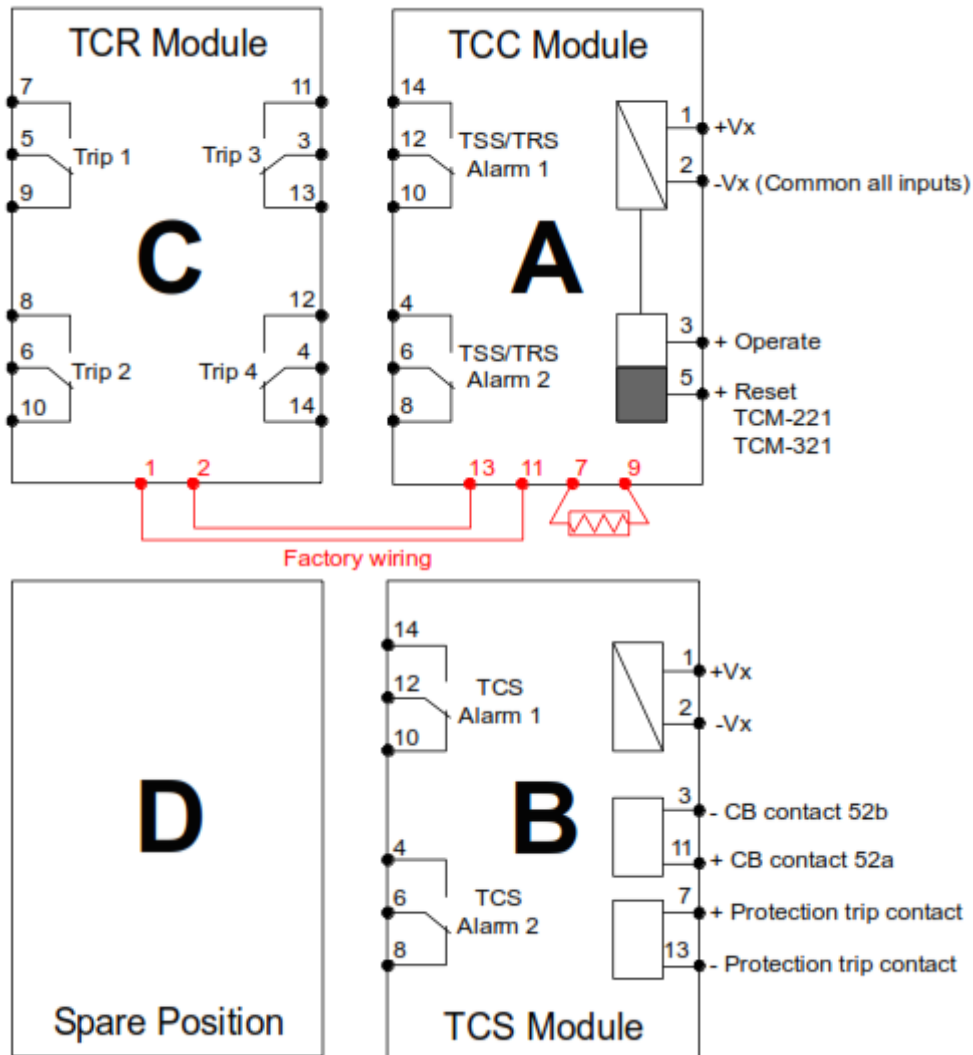 TCR Module
7
11
5
Trip 1
Trip 3
3
9
13
C
8
12
6
Trip 2
Trip 4
4
10
14
1
2
TCC Module
14
12
TSS/TRS
Alarm 1
10
1
+Vx
2
-Vx (Common all inputs)
A
4
6
TSS/TRS
Alarm 2
8
3
+ Operate
5
+ Reset
TCM-221
TCM-321
13
11
7
9
Factory wiring
D
Spare Position
14
12
TCS
Alarm 1
10
1
+Vx
2
-Vx
B
4
6
TCS
Alarm 2
8
3
- CB contact 52b
11
+ CB contact 52a
7
+ Protection trip contact
13
- Protection trip contact
TCS Module